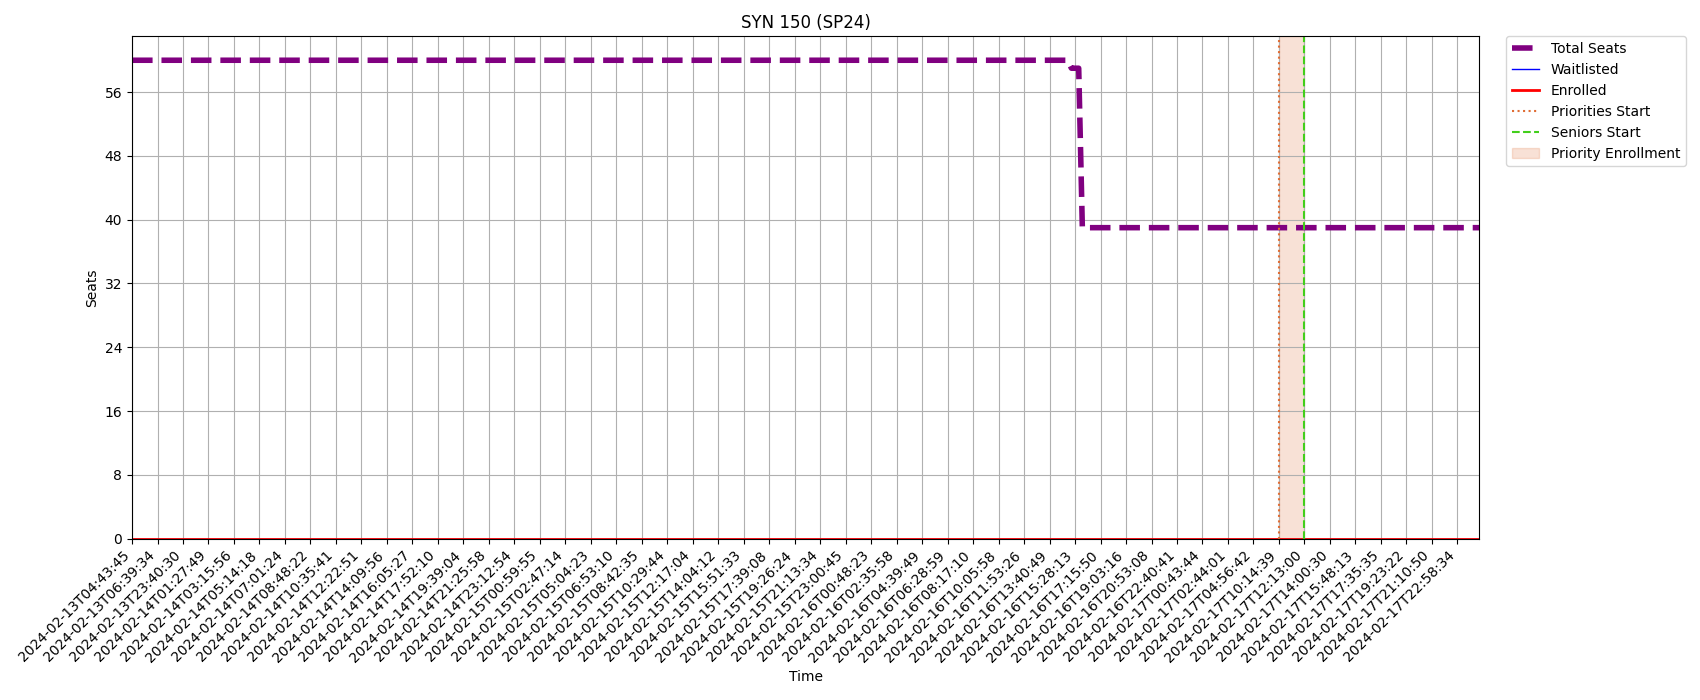 SYN 150 (SP24)
Total Seats
Waitlisted
Enrolled
Priorities Start
Seniors Start
Priority Enrollment
Seats
56
48
40
32
24
16
8
0
2024-02-13T04:43:45
2024-02-13T06:39:34
2024-02-13T23:40:30
2024-02-14T01:27:49
2024-02-14T03:15:56
2024-02-14T05:14:18
2024-02-14T07:01:24
2024-02-14T08:48:22
2024-02-14T10:35:41
2024-02-14T12:22:51
2024-02-14T14:09:56
2024-02-14T16:05:27
2024-02-14T17:52:10
2024-02-14T19:39:04
2024-02-14T21:25:58
2024-02-14T23:12:54
2024-02-15T00:59:55
2024-02-15T02:47:14
2024-02-15T05:04:23
2024-02-15T06:53:10
2024-02-15T08:42:35
2024-02-15T10:29:44
2024-02-15T12:17:04
2024-02-15T14:04:12
2024-02-15T15:51:33
2024-02-15T17:39:08
2024-02-15T19:26:24
2024-02-15T21:13:34
2024-02-15T23:00:45
2024-02-16T00:48:23
2024-02-16T02:35:58
2024-02-16T04:39:49
2024-02-16T06:28:59
2024-02-16T08:17:10
2024-02-16T10:05:58
2024-02-16T11:53:26
2024-02-16T13:40:49
2024-02-16T15:28:13
2024-02-16T17:15:50
2024-02-16T19:03:16
2024-02-16T20:53:08
2024-02-16T22:40:41
2024-02-17T00:43:44
2024-02-17T02:44:01
2024-02-17T04:56:42
2024-02-17T10:14:39
2024-02-17T12:13:00
2024-02-17T14:00:30
2024-02-17T15:48:13
2024-02-17T17:35:35
2024-02-17T19:23:22
2024-02-17T21:10:50
2024-02-17T22:58:34
Time